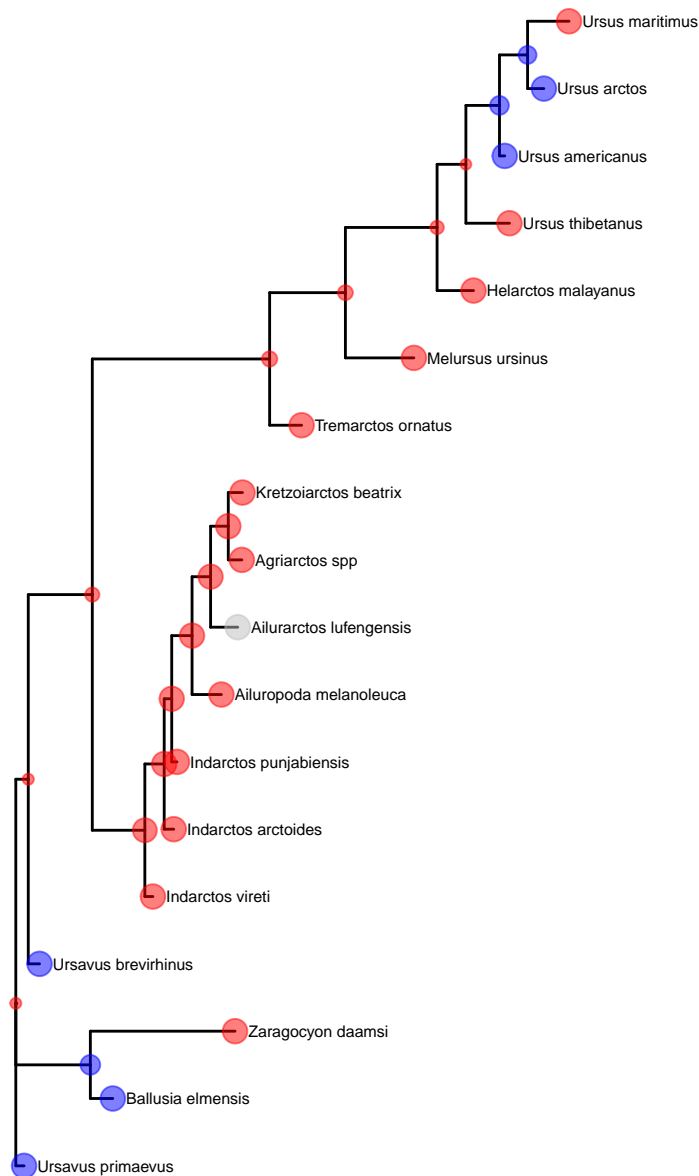 Ursus maritimus
Ursus arctos
Ursus americanus
Ursus thibetanus
Helarctos malayanus
Melursus ursinus
Tremarctos ornatus
Kretzoiarctos beatrix
Agriarctos spp
Ailurarctos lufengensis
Ailuropoda melanoleuca
Indarctos punjabiensis
Indarctos arctoides
Indarctos vireti
Ursavus brevirhinus
Zaragocyon daamsi
Ballusia elmensis
Ursavus primaevus